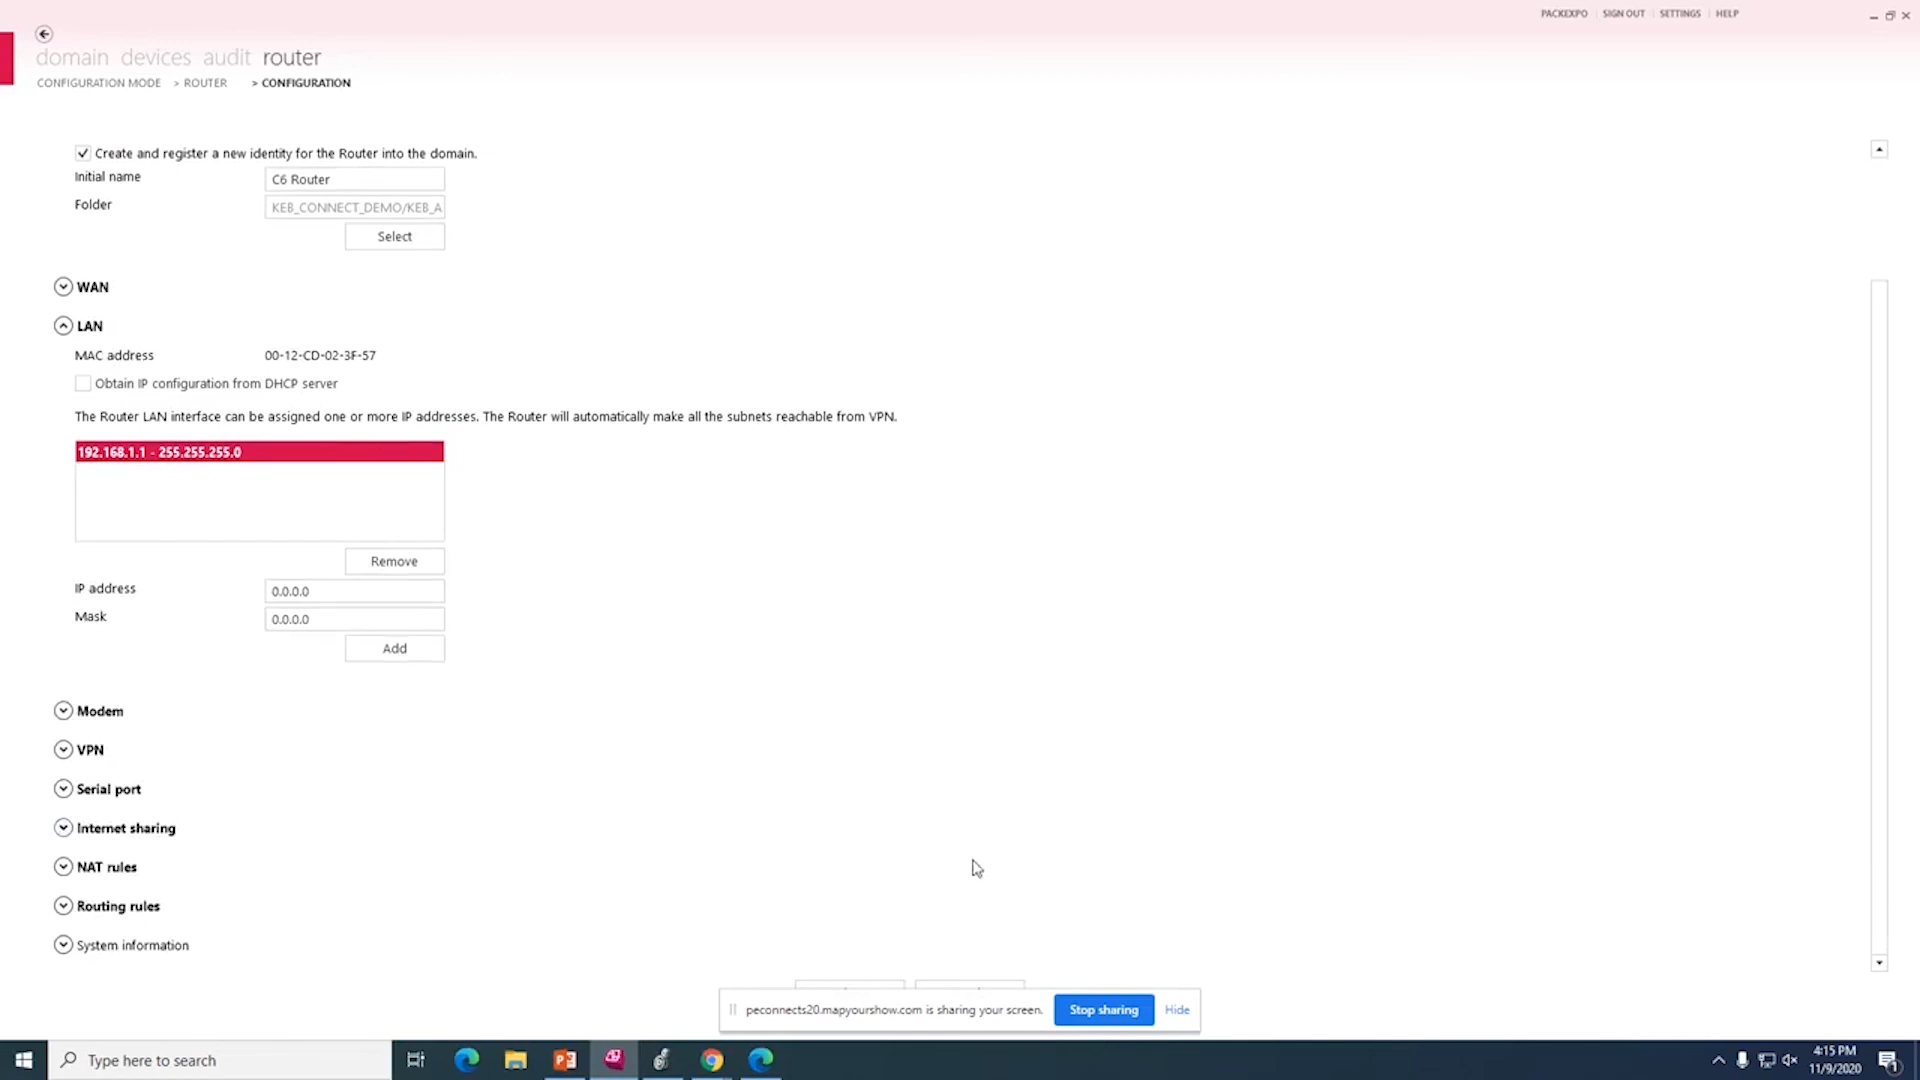 PACKEXPO SIGN OUT SETTINGS HELP
domain devices audit router
CONFIGURATION MODE > ROUTER > CONFIGURATION
Create and register a new identity for the Router into the domain.
Initial name C6 Router
Folder KEB_CONNECT_DEMO/KEB_A
Select
WAN
LAN
MAC address 00-12-CD-02-3F-57
Obtain IP configuration from DHCP server
The Router LAN interface can be assigned one or more IP addresses. The Router will automatically make all the subnets reachable from VPN.
192.168.1.1 - 255.255.255.0
Remove
IP address 0.0.0.0
Mask 0.0.0.0
Add
Modem
VPN
Serial port
Internet sharing
NAT rules
Routing rules
System information
peconnects20.mapyourshow.com is sharing your screen. Stop sharing Hide
Type here to search
4:15 PM
11/9/2020
1